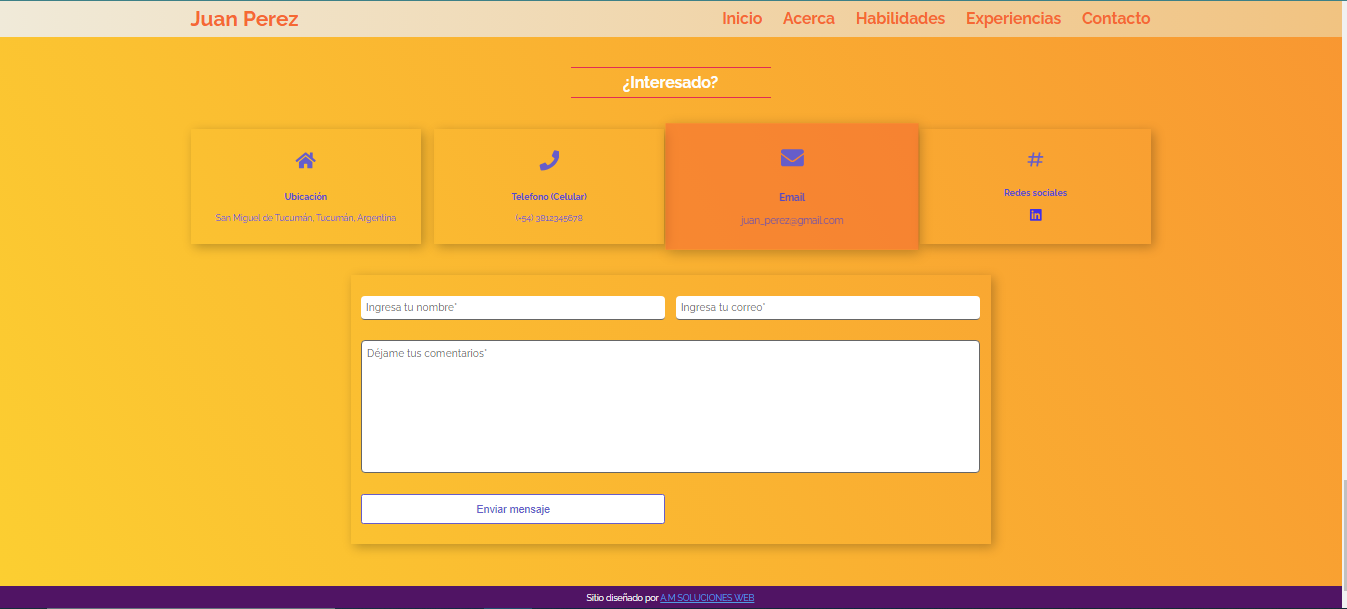 Juan Perez
Inicio Acerca Habilidades Experiencias Contacto
¿Interesado?
Ubicación
San Miguel de Tucumán, Tucumán, Argentina
Telefono (Celular)
(+54) 3812345678
Email
juan_perez@gmail.com
#
Redes sociales
in
Ingresa tu nombre*
Ingresa tu correo*
Déjame tus comentarios*
Enviar mensaje
Sitio diseñado por A.M SOLUCIONES WEB